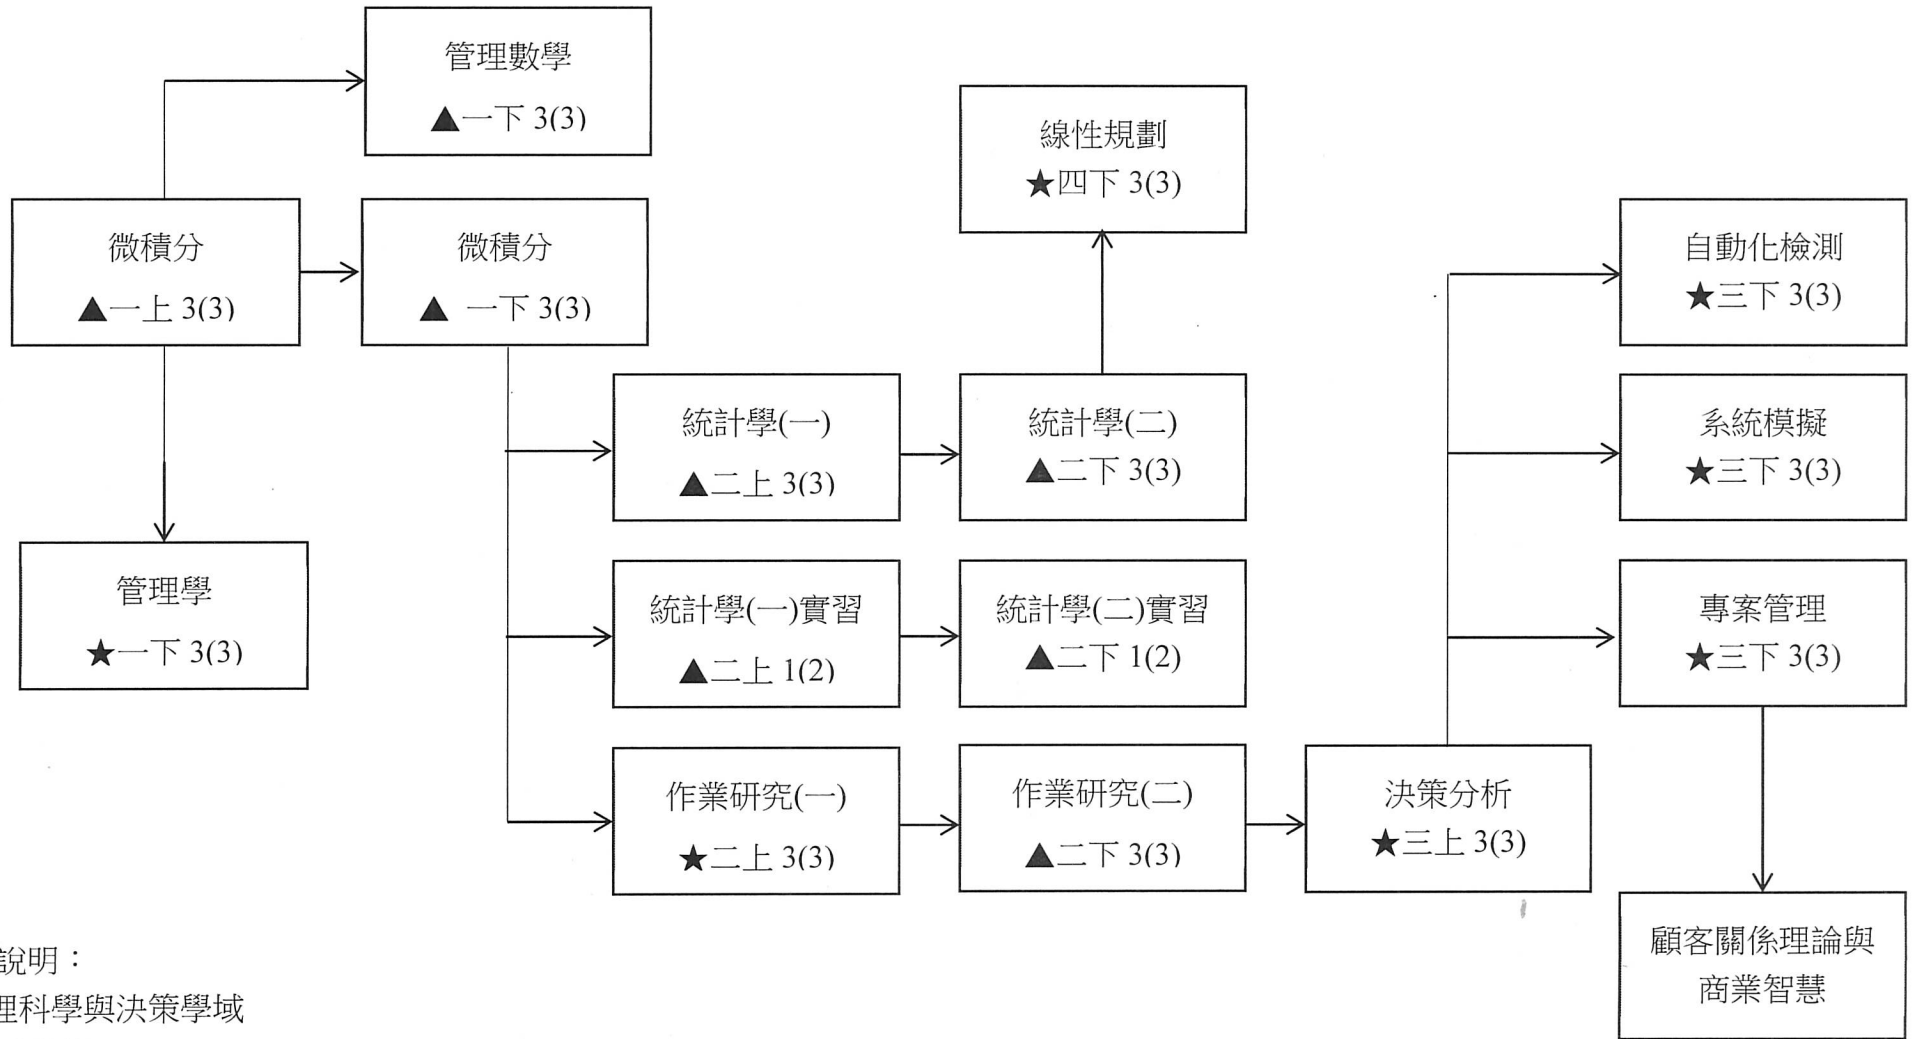 管理數學
▲一下 3(3)
線性規劃
★四下 3(3)
微積分
▲一上 3(3)
微積分
▲ 一下 3(3)
自動化檢測
★三下 3(3)
統計學(一)
▲二上 3(3)
統計學(二)
▲二下 3(3)
系統模擬
★三下 3(3)
管理學
★一下 3(3)
統計學(一)實習
▲二上 1(2)
統計學(二)實習
▲二下 1(2)
專案管理
★三下 3(3)
作業研究(一)
★二上 3(3)
作業研究(二)
▲二下 3(3)
決策分析
★三上 3(3)
顧客關係理論與
商業智慧
說明：
理科學與決策學域